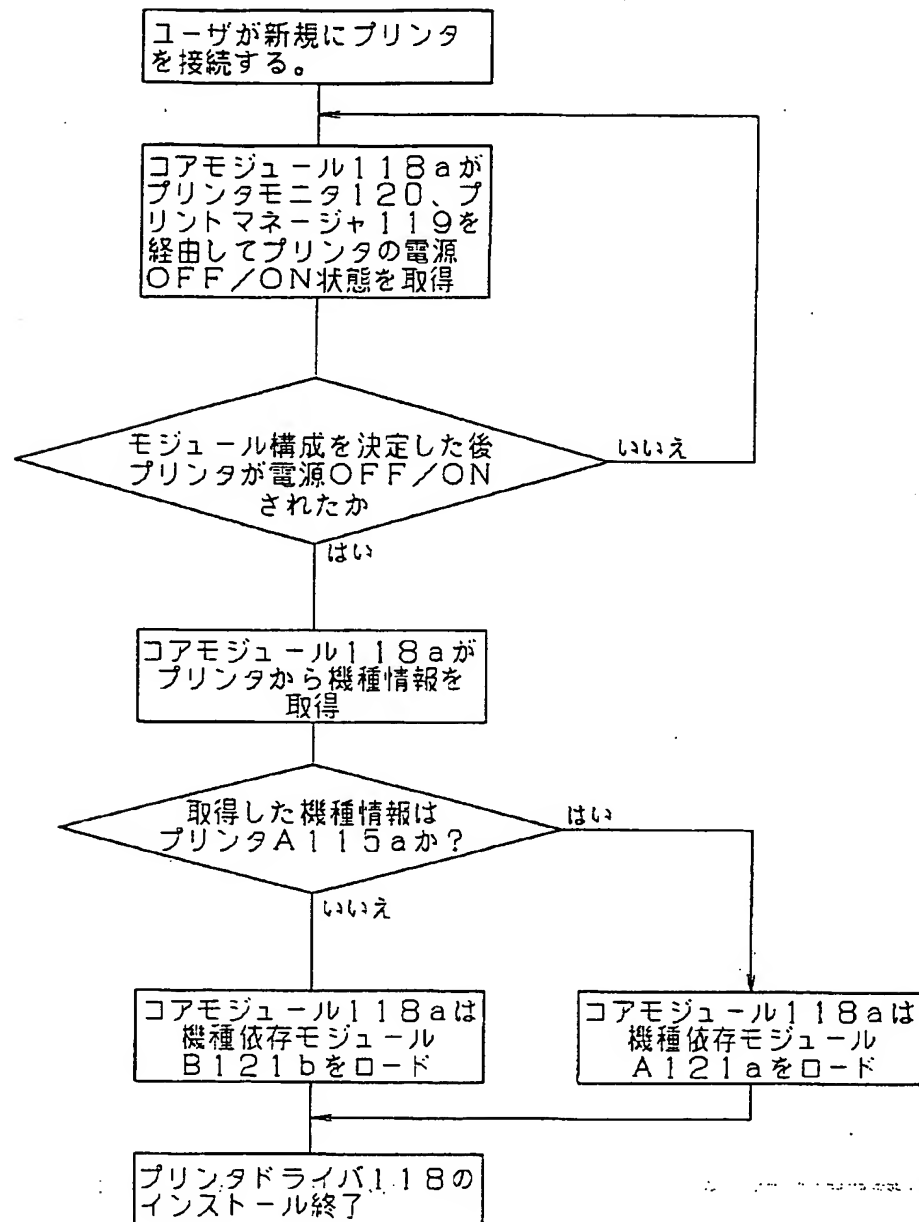 ユーザが新規にプリンタ
を接続する。
コアモジュール118aが
プリンタモニタ120、プ
リントマネージャ119を
経由してプリンタの電源
OFF/ON状態を取得
モジュール構成を決定した後
プリンタが電源OFF/ON
されたか
いいえ
はい
コアモジュール118aが
プリンタから機種情報を
取得
取得した機種情報は
プリンタA115aか?
はい
いいえ
コアモジュール118aは
機種依存モジュール
B121bをロード
コアモジュール118aは
機種依存モジュール
A121aをロード
プリンタドライバ118の
インストール終了